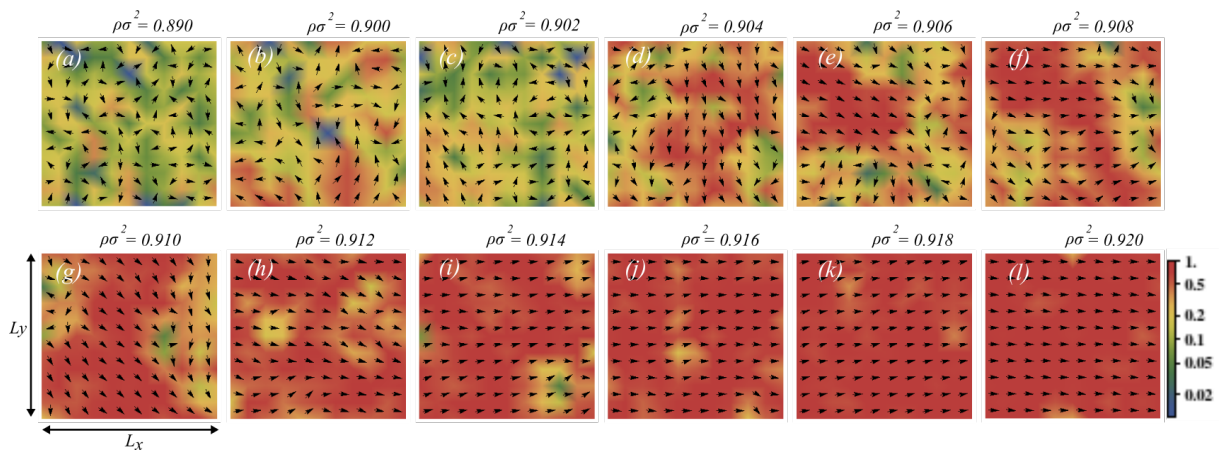 ρσ² = 0.890 ρσ² = 0.900 ρσ² = 0.902 ρσ² = 0.904 ρσ² = 0.906 ρσ² = 0.908
(a) (b) (c) (d) (e) (f)
ρσ² = 0.910 ρσ² = 0.912 ρσ² = 0.914 ρσ² = 0.916 ρσ² = 0.918 ρσ² = 0.920
(g) (h) (i) (j) (k) (l)
1.
0.5
0.2
0.1
0.05
0.02
Ly
Lx